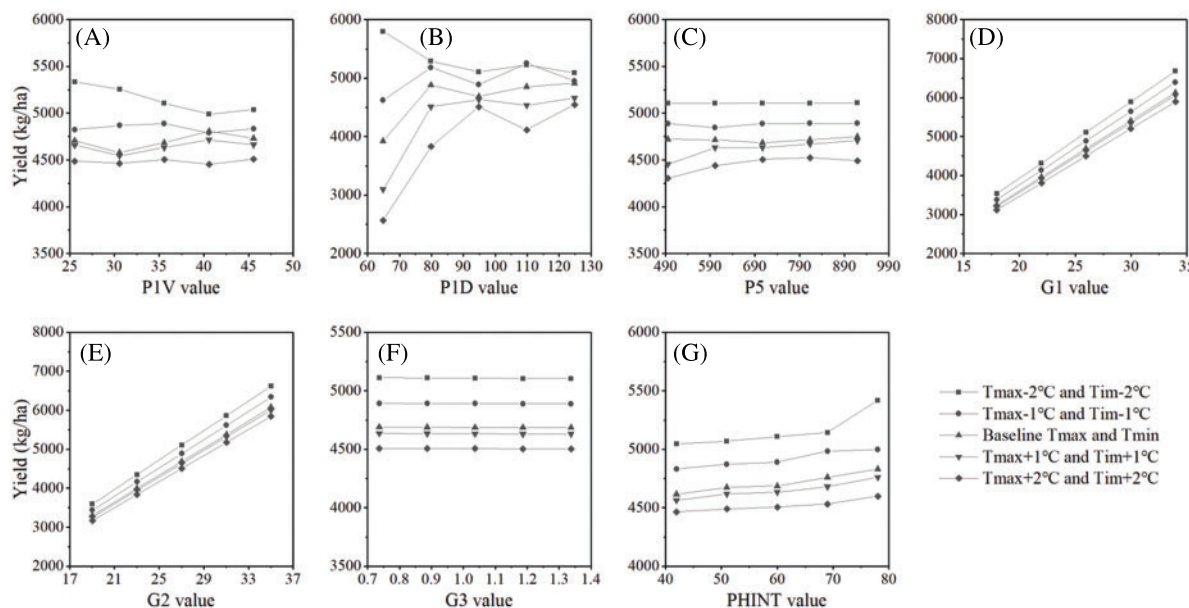 (A)
Yield (kg/ha)
6000
5500
5000
4500
4000
3500
25 30 35 40 45 50
P1V value
(B)
6000
5000
4000
3000
2000
60 70 80 90 100 110 120 130
P1D value
(C)
6000
5500
5000
4500
4000
3500
490 590 690 790 890 990
P5 value
(D)
8000
7000
6000
5000
4000
3000
2000
15 20 25 30 35
G1 value
(E)
Yield (kg/ha)
8000
7000
6000
5000
4000
3000
2000
17 21 25 29 33 37
G2 value
(F)
5500
5000
4500
4000
3500
0.7 0.8 0.9 1.0 1.1 1.2 1.3 1.4
G3 value
(G)
6000
5500
5000
4500
4000
3500
40 50 60 70 80
PHINT value
Tmax-2℃ and Tim-2℃
Tmax-1℃ and Tim-1℃
Baseline Tmax and Tmin
Tmax+1℃ and Tim+1℃
Tmax+2℃ and Tim+2℃